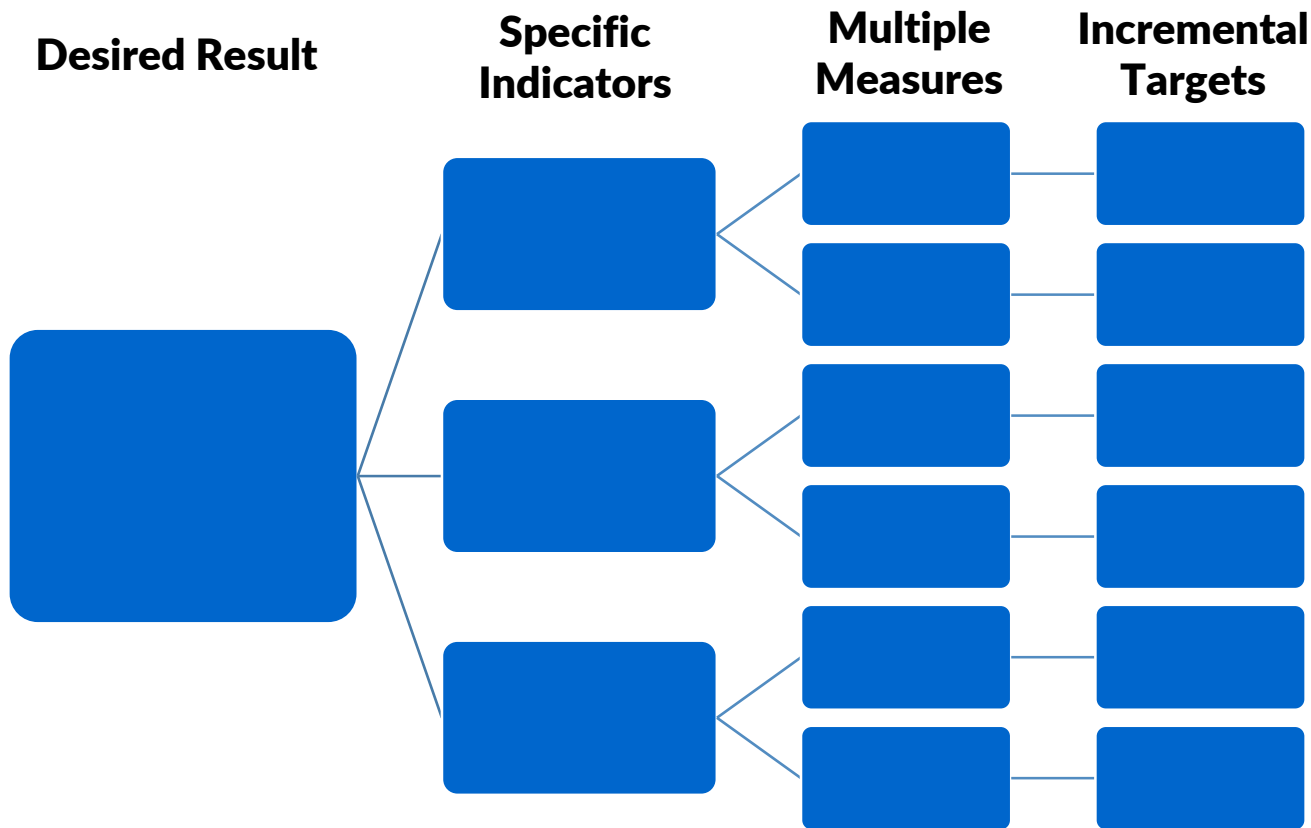 Desired Result
Specific
Indicators
Multiple
Measures
Incremental
Targets